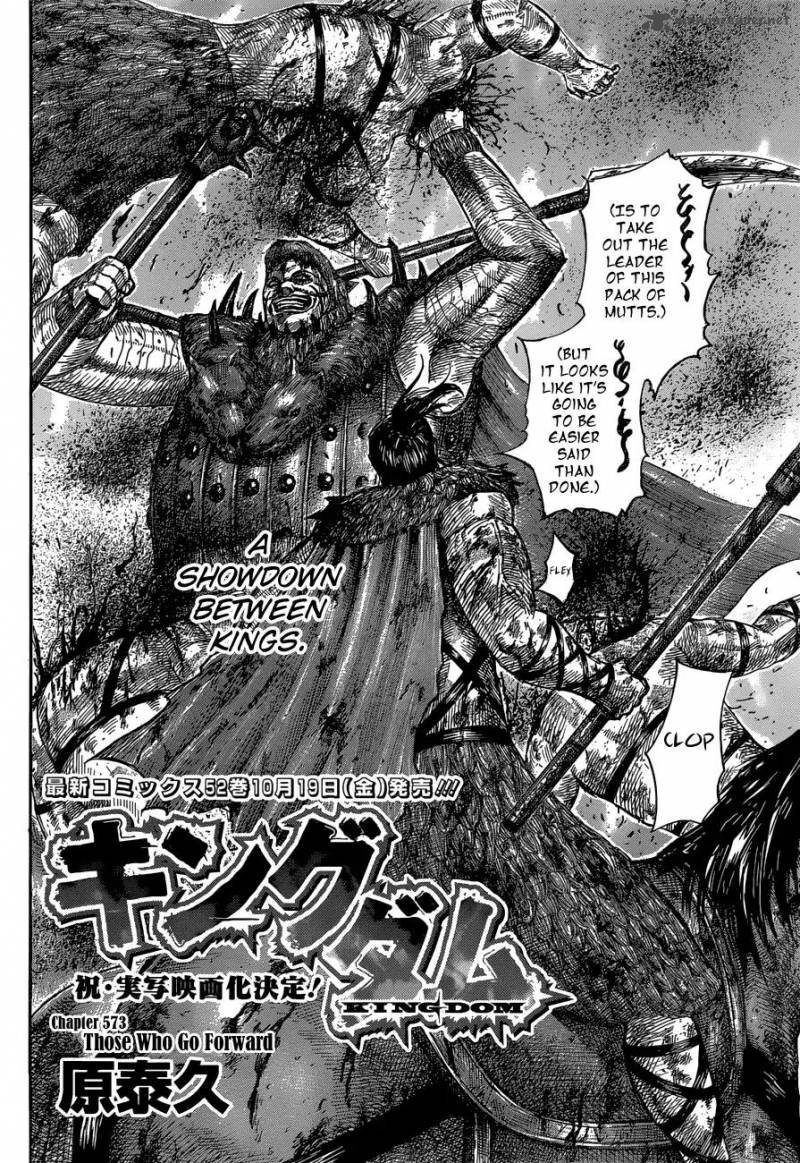 mangareader.net
(IS TO
TAKE
OUT THE
LEADER
OF THIS
PACK OF
MUTTS.)
(BUT
IT LOOKS
LIKE IT'S
GOING
TO BE
EASIER
SAID
THAN
DONE.)
FLEX
A
SHOWDOWN
BETWEEN
KINGS.
CLOP
最新コミックス52巻10月19日(金)発売!!!
キングダム
KINGDOM
祝・実写映画化決定!
Chapter 573
Those Who Go Forward
原泰久